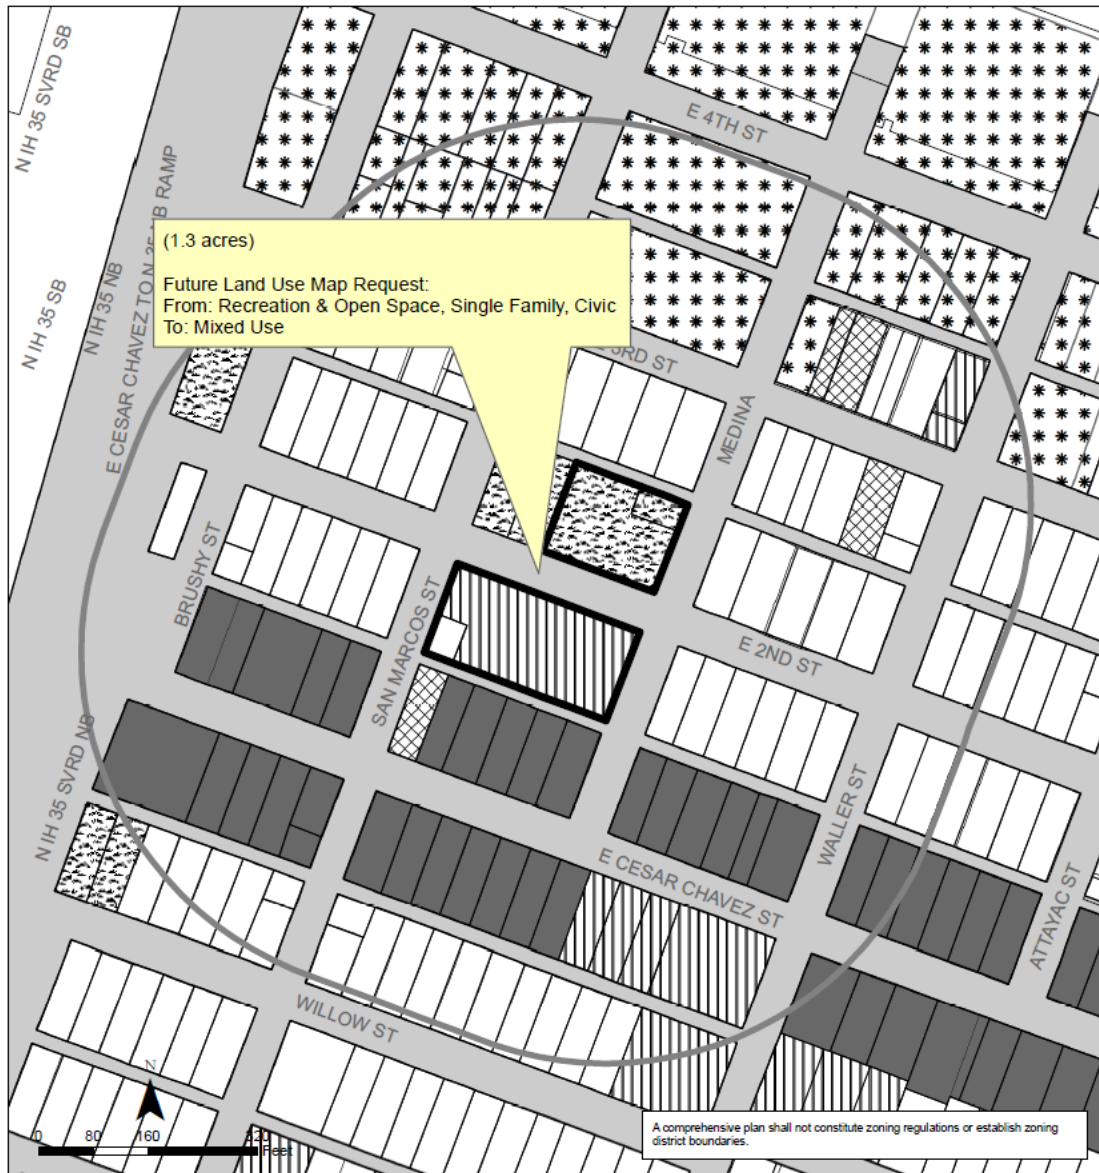 N IH 35 SVRD SB
E 4TH ST
E CESAR CHAVEZ TO N 35 NB RAMP
(1.3 acres)
Future Land Use Map Request:
From: Recreation & Open Space, Single Family, Civic
To: Mixed Use
N IH 35 SB
N IH 35 NB
3RD ST
MEDINA
BRUSHY ST
SAN MARCOS ST
E 2ND ST
N IH 35 SVRD NB
WALLER ST
E CESAR CHAVEZ ST
ATTAYAC ST
WILLOW ST
N
0 80 160 320
Feet
A comprehensive plan shall not constitute zoning regulations or establish zoning
district boundaries.